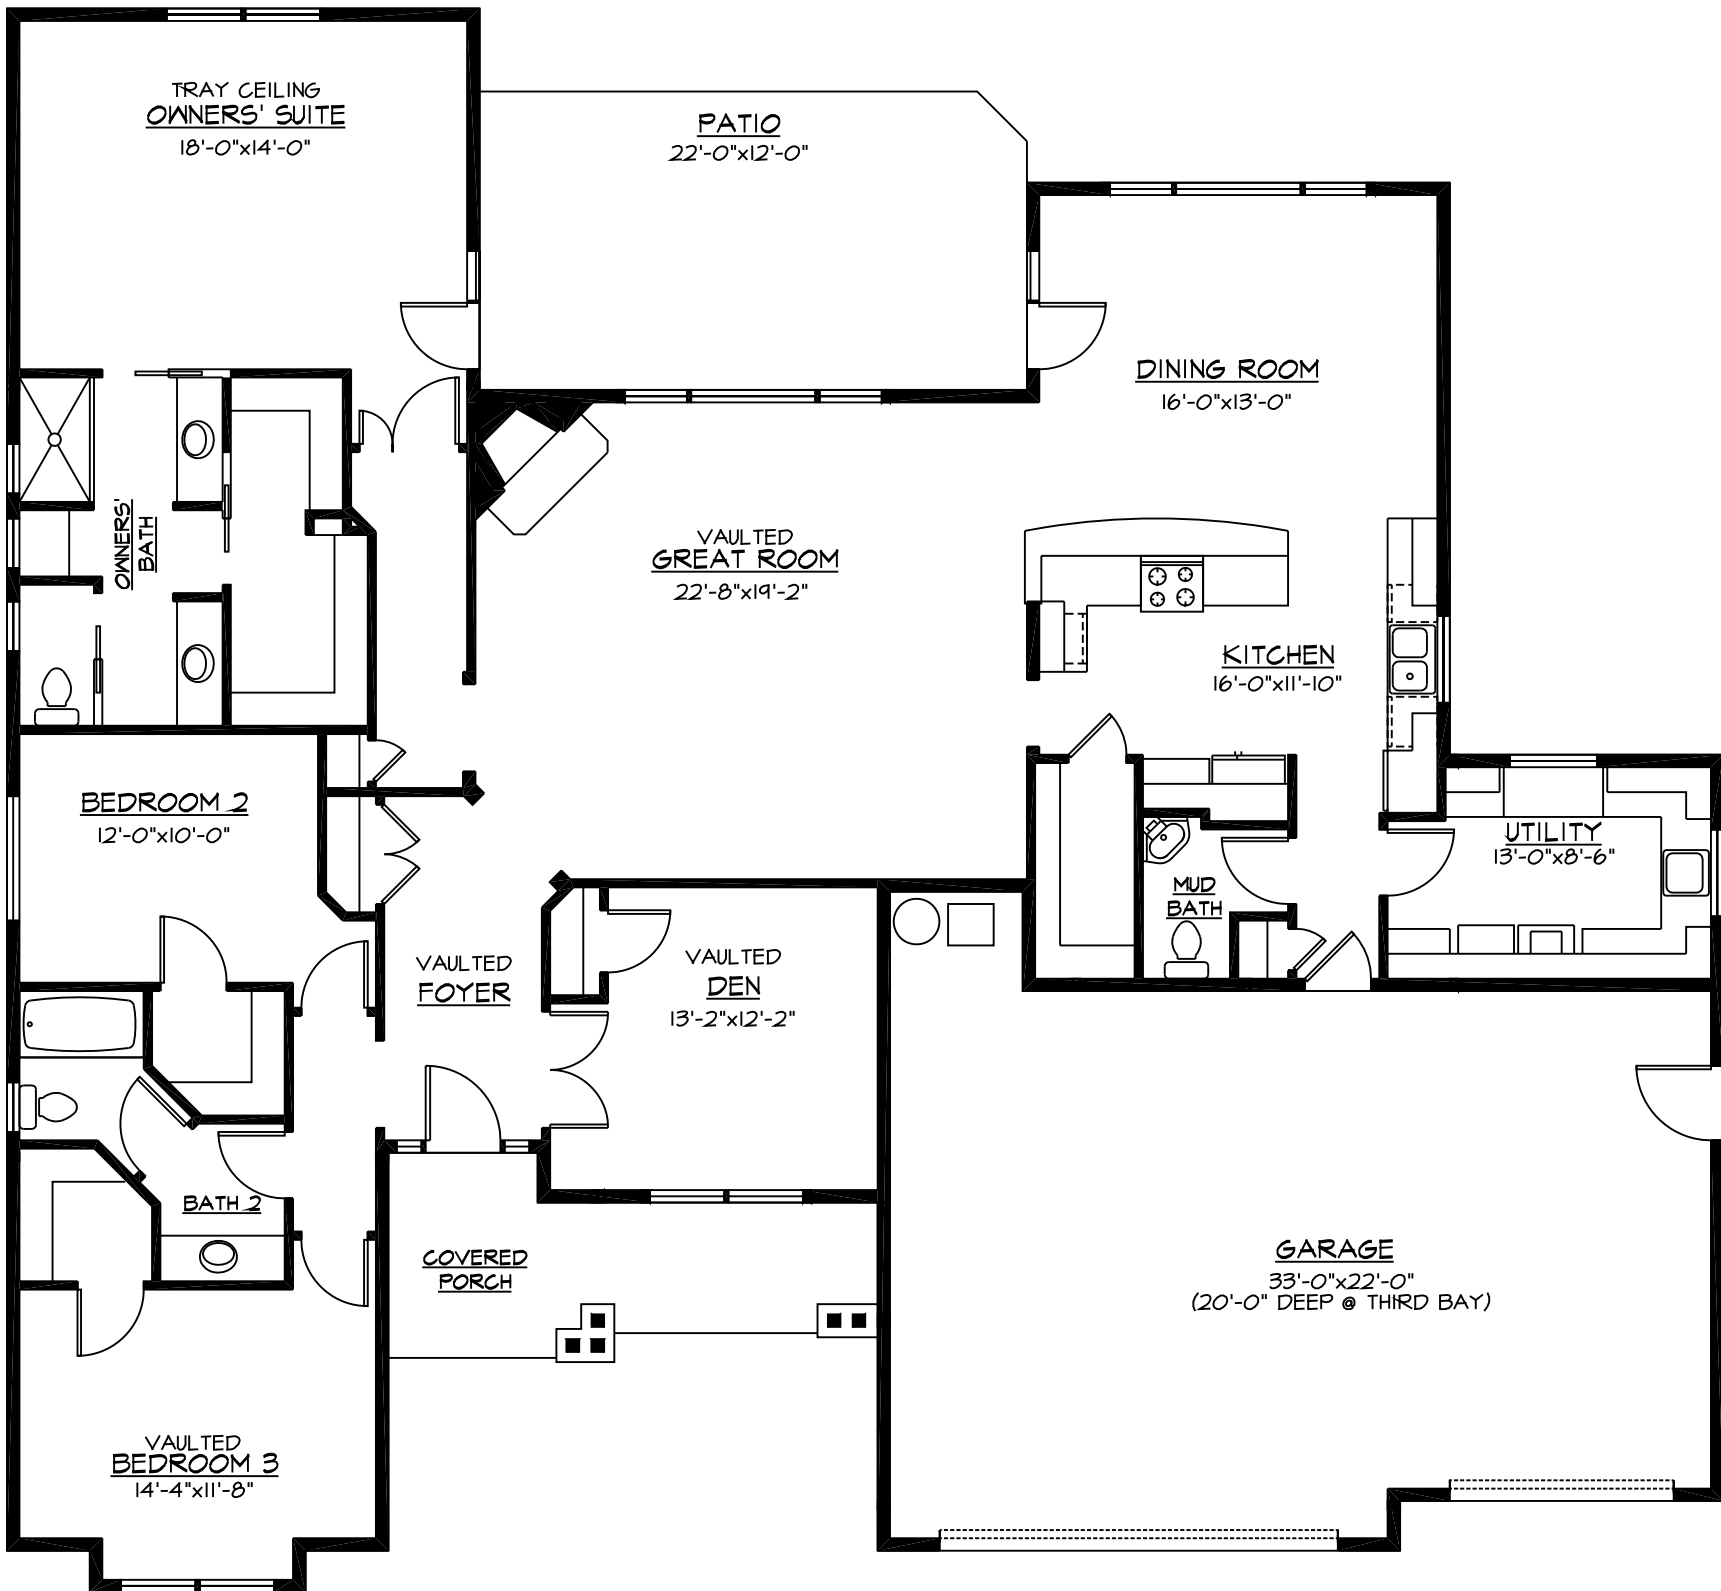 TRAY CEILING
OWNERS' SUITE
18'-0"x14'-0"
PATIO
22'-0"x12'-0"
DINING ROOM
16'-0"x13'-0"
OWNERS'
BATH
VAULTED
GREAT ROOM
22'-8"x19'-2"
KITCHEN
16'-0"x11'-10"
BEDROOM 2
12'-0"x10'-0"
UTILITY
13'-0"x8'-6"
MUD
BATH
VAULTED
FOYER
VAULTED
DEN
13'-2"x12'-2"
BATH 2
COVERED
PORCH
GARAGE
33'-0"x22'-0"
(20'-0" DEEP @ THIRD BAY)
VAULTED
BEDROOM 3
14'-4"x11'-8"